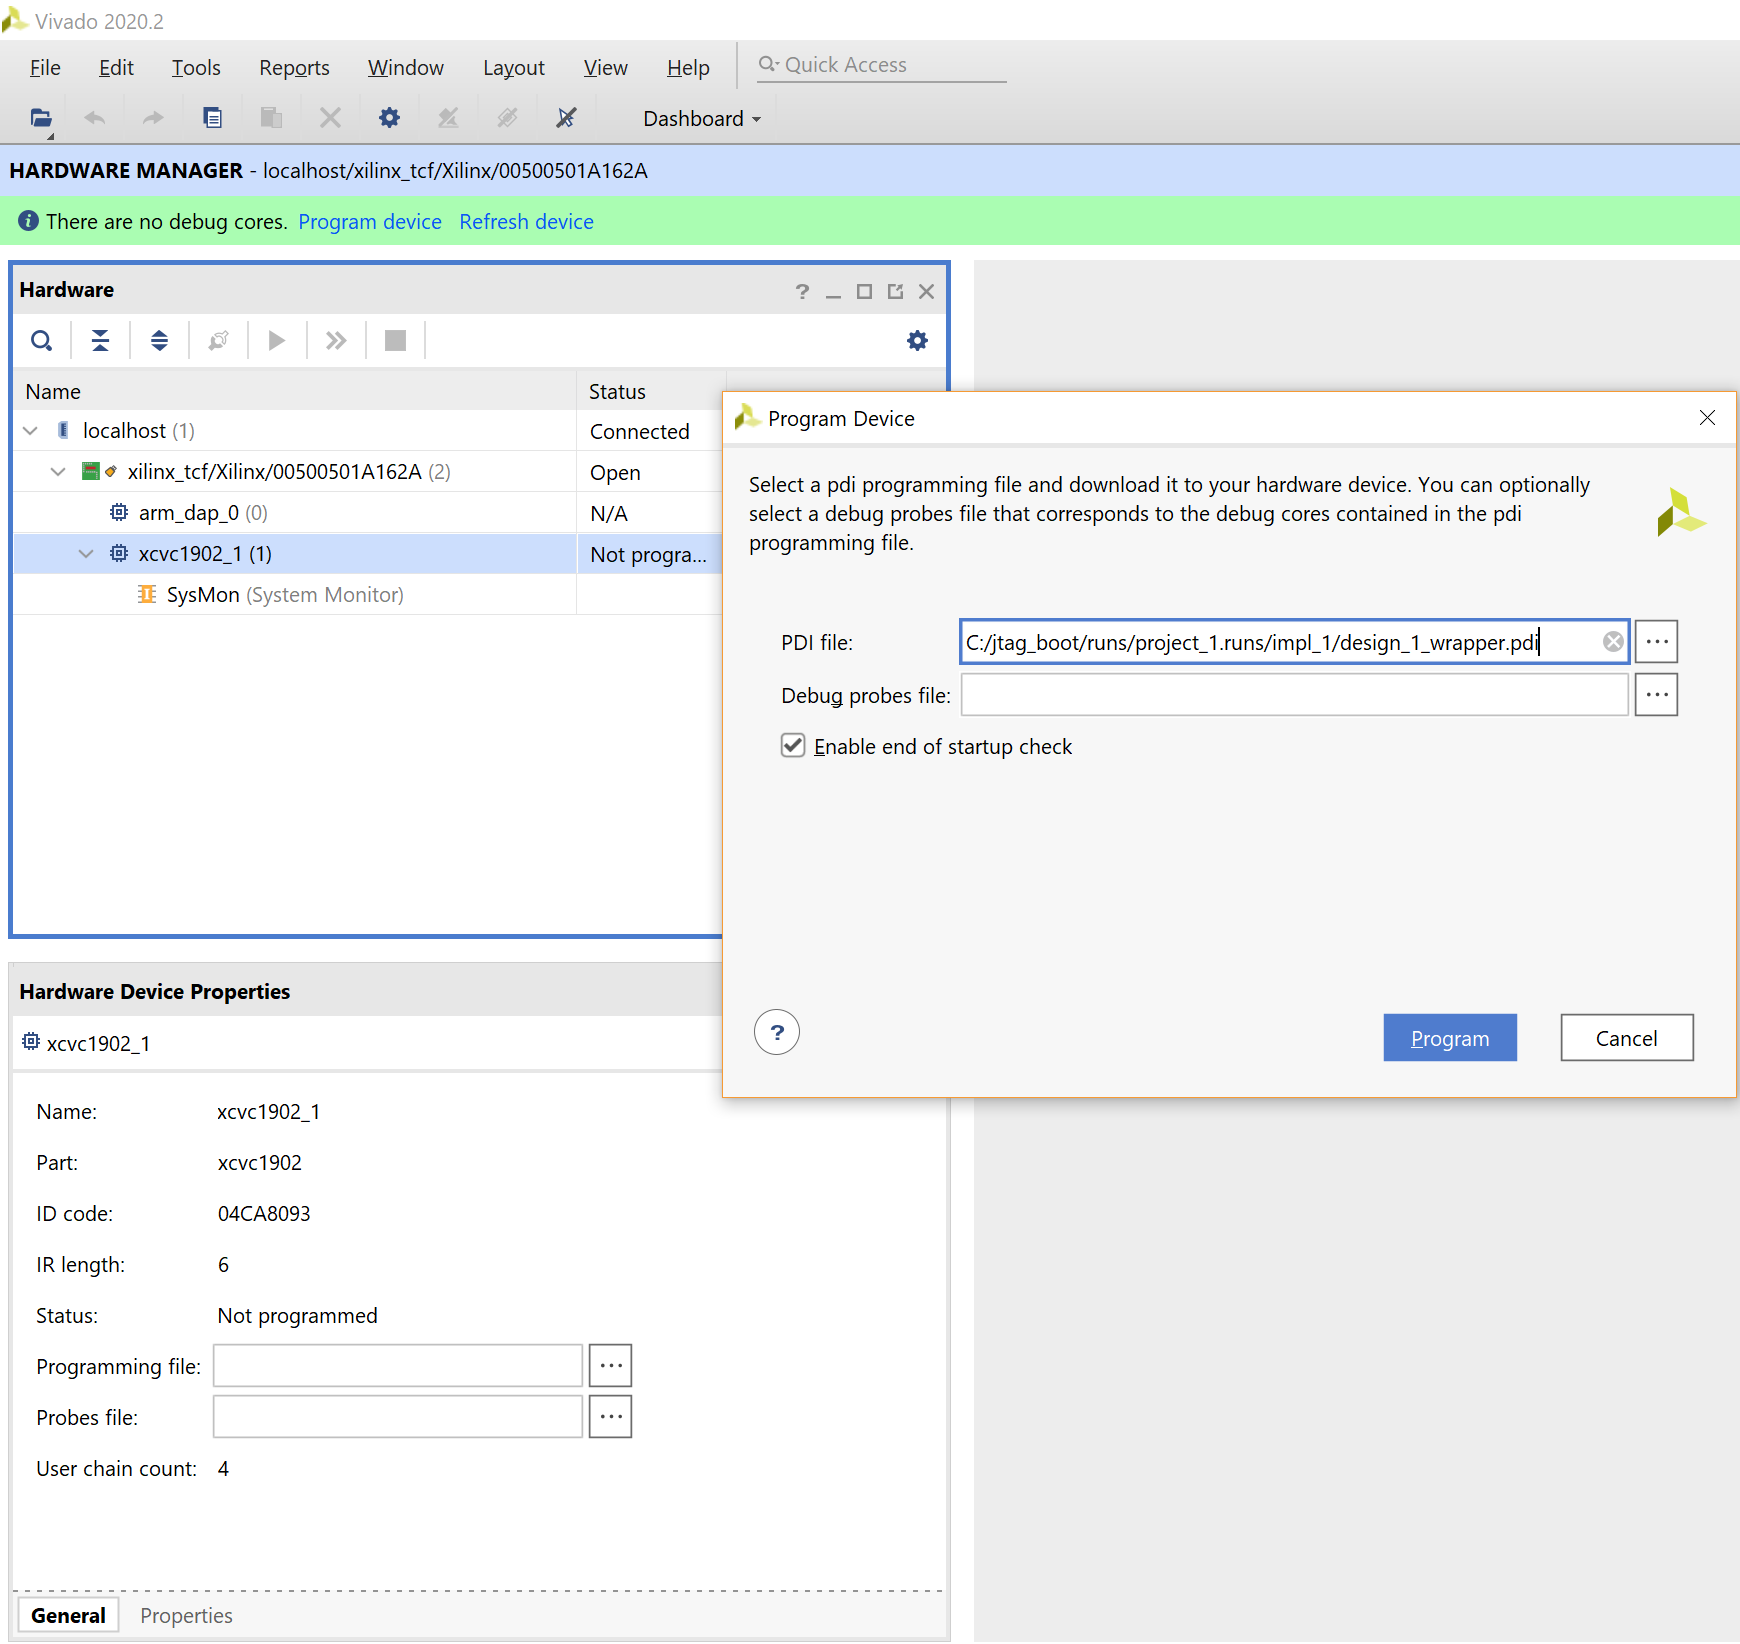 Vivado 2020.2
File Edit Tools Reports Window Layout View Help Quick Access
Dashboard
HARDWARE MANAGER - localhost/xilinx_tcf/Xilinx/00500501A162A
There are no debug cores. Program device Refresh device
Hardware
Name Status
localhost (1) Connected
xilinx_tcf/Xilinx/00500501A162A (2) Open
arm_dap_0 (0) N/A
xcvc1902_1 (1) Not progra...
SysMon (System Monitor)
Program Device
Select a pdi programming file and download it to your hardware device. You can optionally
select a debug probes file that corresponds to the debug cores contained in the pdi
programming file.
PDI file: C:/jtag_boot/runs/project_1.runs/impl_1/design_1_wrapper.pdi
Debug probes file:
Enable end of startup check
Program Cancel
Hardware Device Properties
xcvc1902_1
Name: xcvc1902_1
Part: xcvc1902
ID code: 04CA8093
IR length: 6
Status: Not programmed
Programming file:
Probes file:
User chain count: 4
General Properties